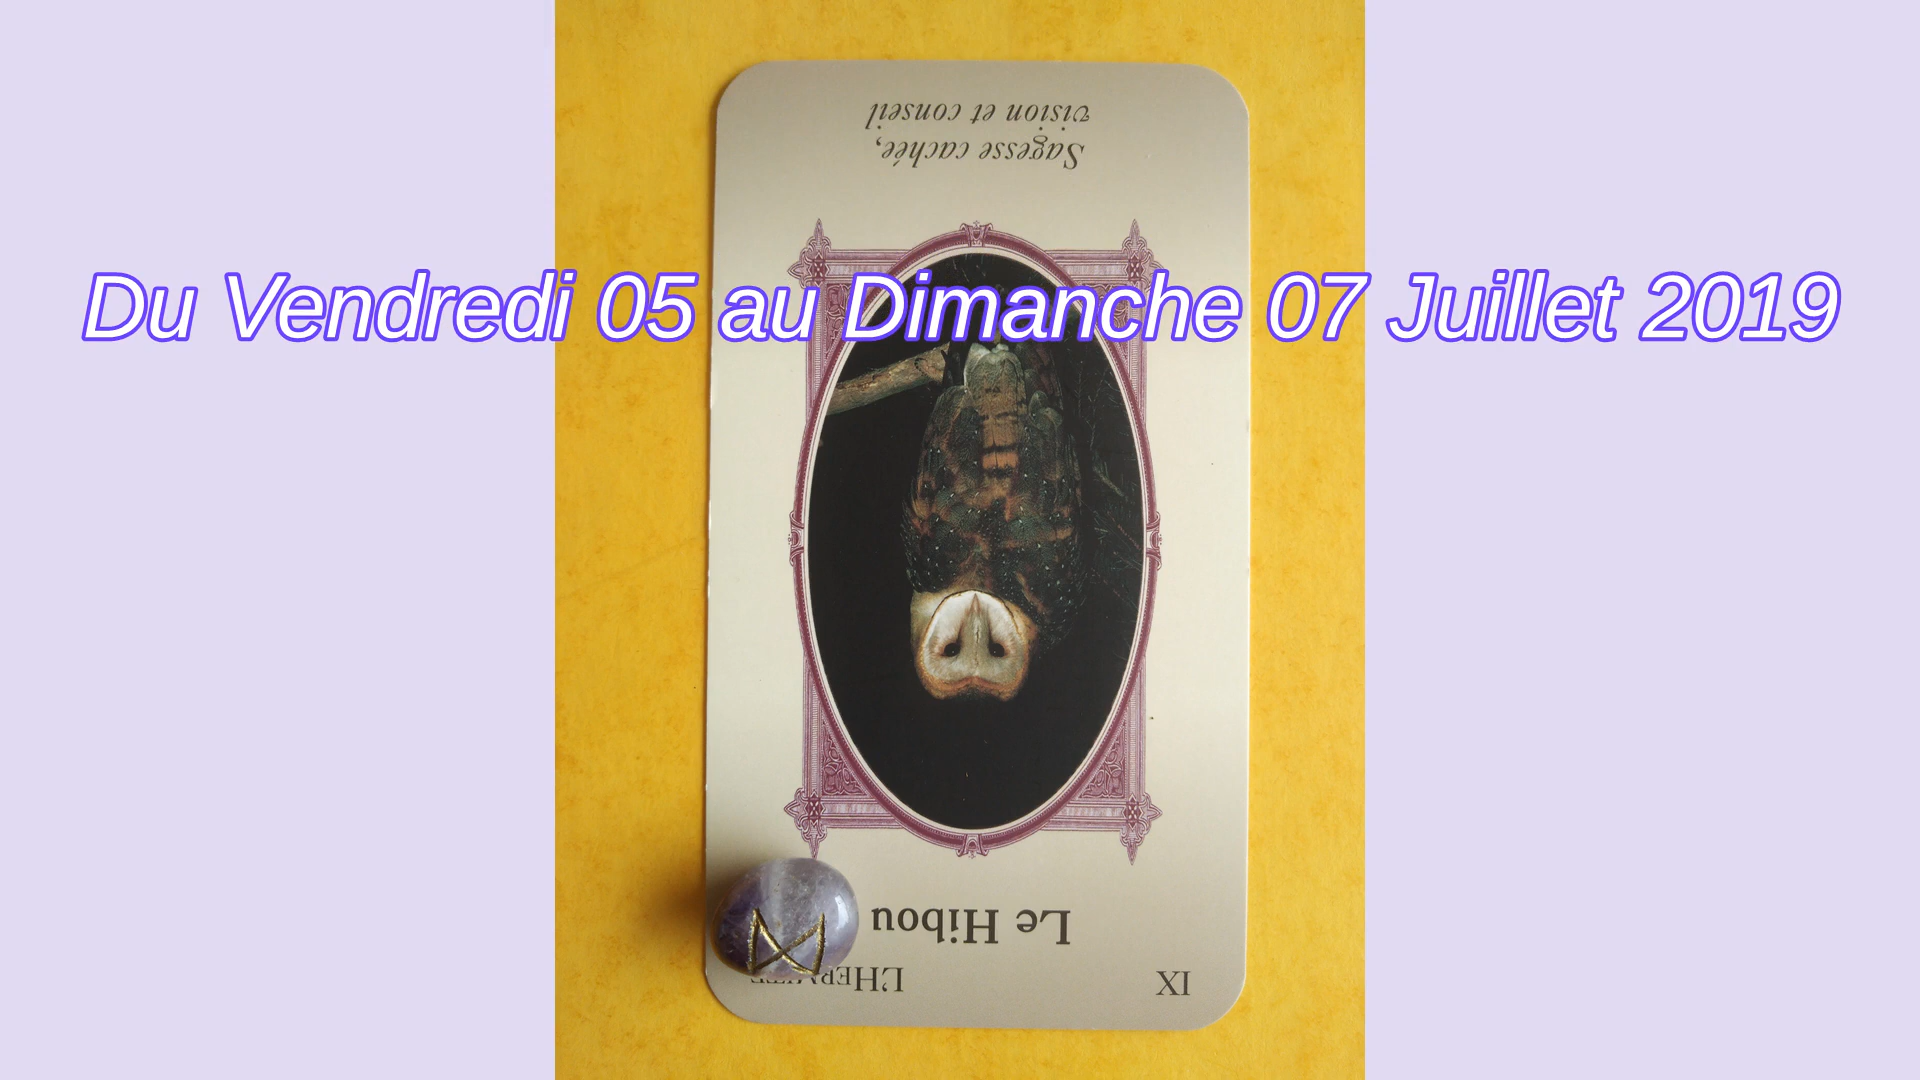 Du Vendredi 05 au Dimanche 07 Juillet 2019
IX
Le Hibou
Sagesse cachée,
vision et conseil